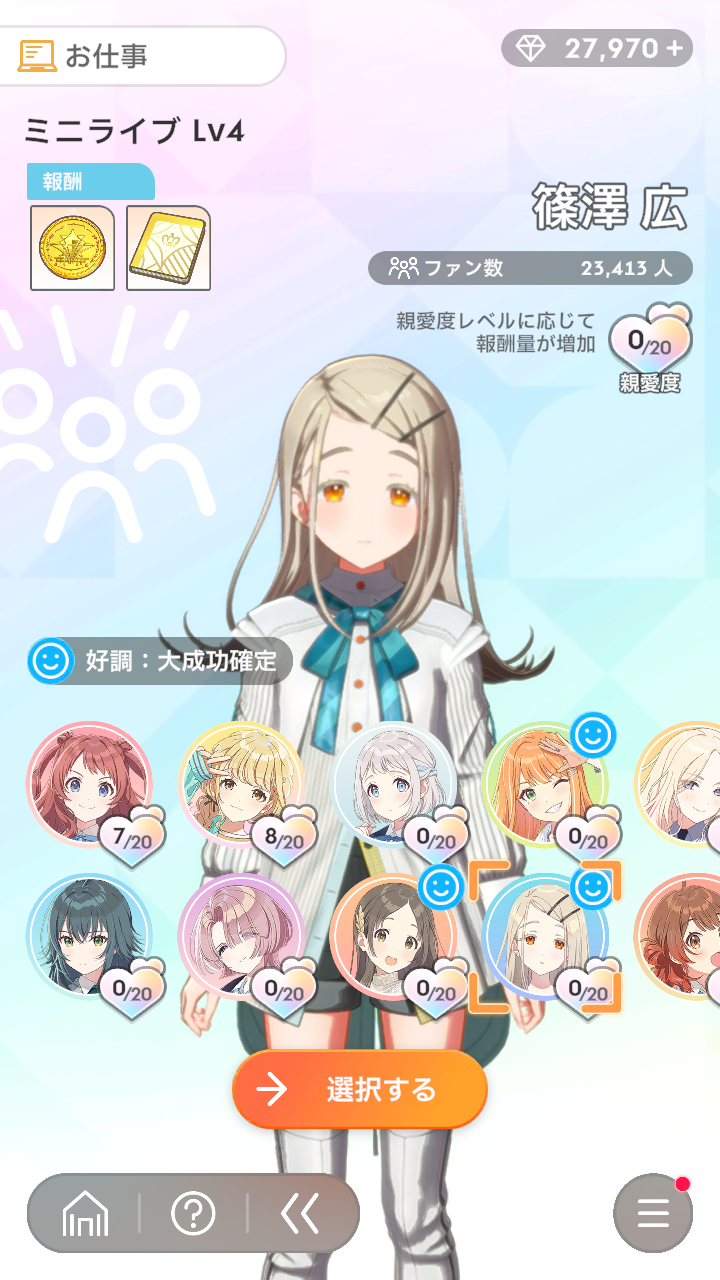 お仕事
27,970 +
ミニライブ Lv4
報酬
篠澤 広
ファン数 23,413 人
親愛度レベルに応じて
報酬量が増加
0/20
親愛度
好調：大成功確定
7/20
8/20
0/20
0/20
0/20
0/20
0/20
0/20
選択する